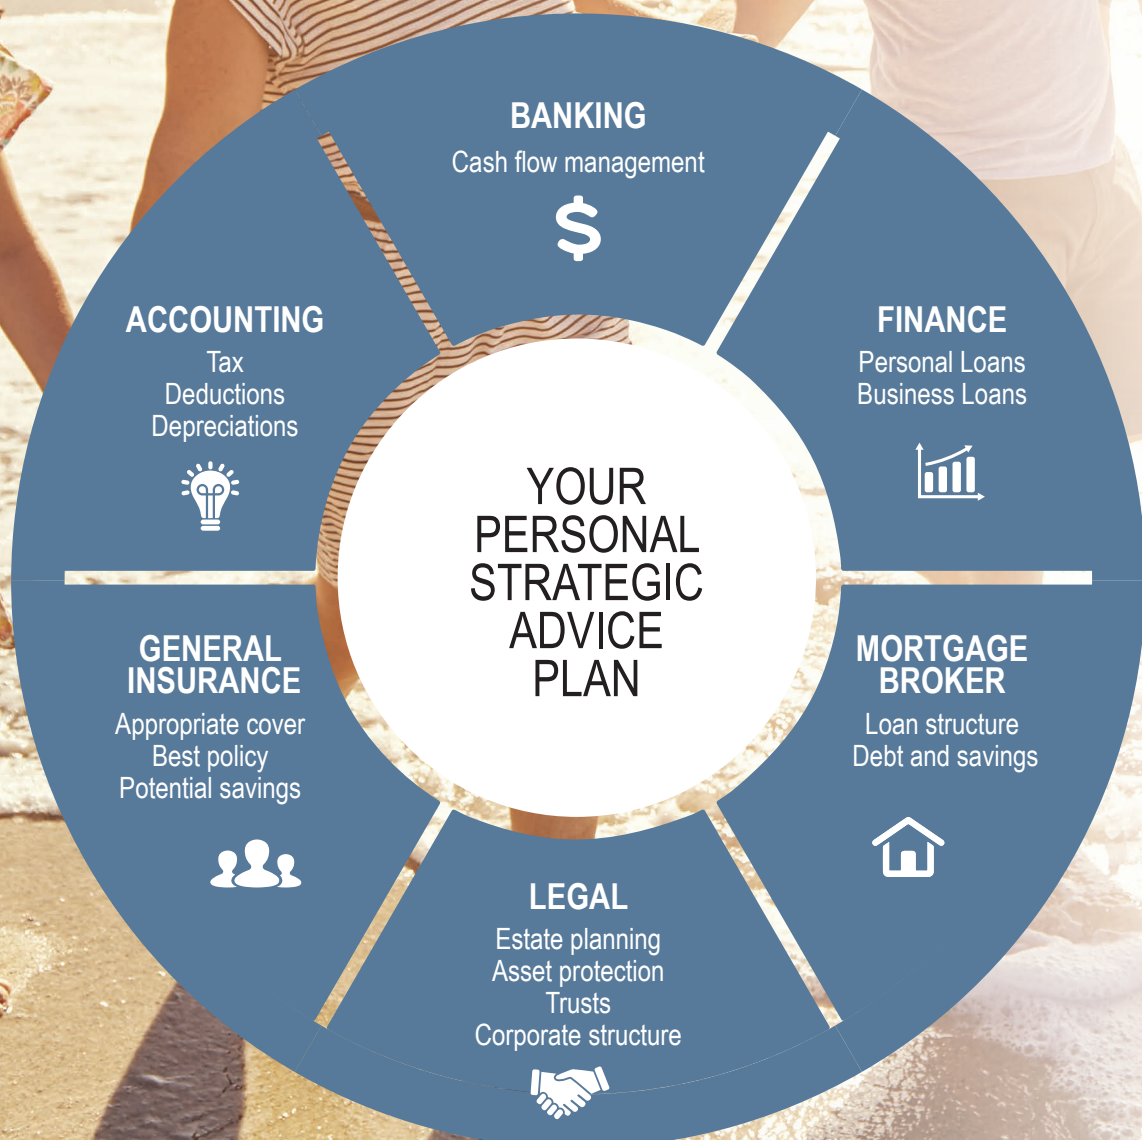 BANKING
Cash flow management
$
FINANCE
Personal Loans
Business Loans
MORTGAGE
BROKER
Loan structure
Debt and savings
LEGAL
Estate planning
Asset protection
Trusts
Corporate structure
GENERAL
INSURANCE
Appropriate cover
Best policy
Potential savings
ACCOUNTING
Tax
Deductions
Depreciations
YOUR
PERSONAL
STRATEGIC
ADVICE
PLAN